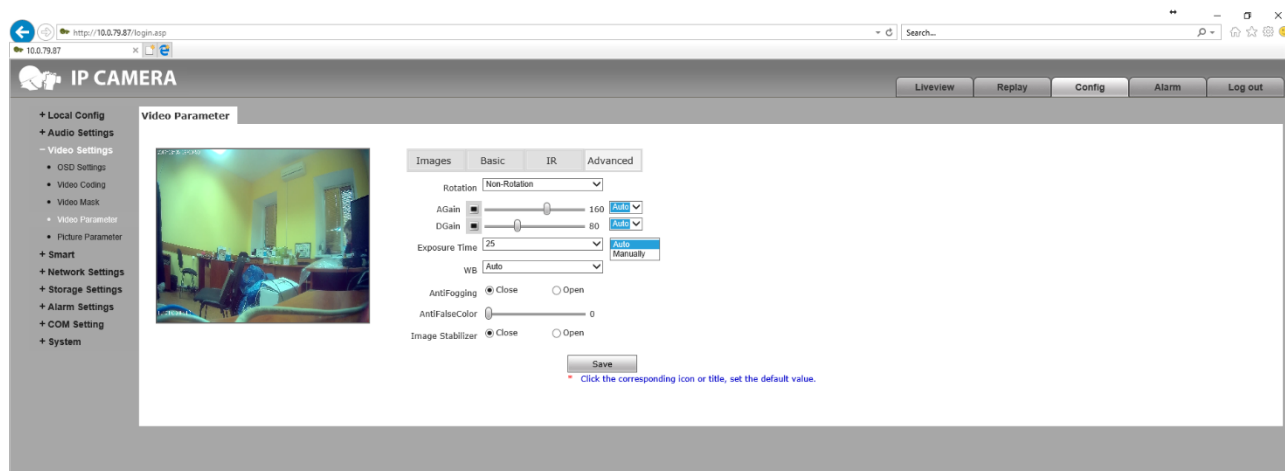 http://10.0.79.87/login.asp
Search...
10.0.79.87
IP CAMERA
Liveview
Replay
Config
Alarm
Log out
+ Local Config
+ Audio Settings
− Video Settings
• OSD Settings
• Video Coding
• Video Mask
• Video Parameter
• Picture Parameter
+ Smart
+ Network Settings
+ Storage Settings
+ Alarm Settings
+ COM Setting
+ System
Video Parameter
Images Basic IR Advanced
Rotation Non-Rotation
AGain 160 Auto
DGain 80 Auto
Exposure Time 25
Auto
Manually
WB Auto
AntiFogging Close Open
AntiFalseColor 0
Image Stabilizer Close Open
Save
* Click the corresponding icon or title, set the default value.